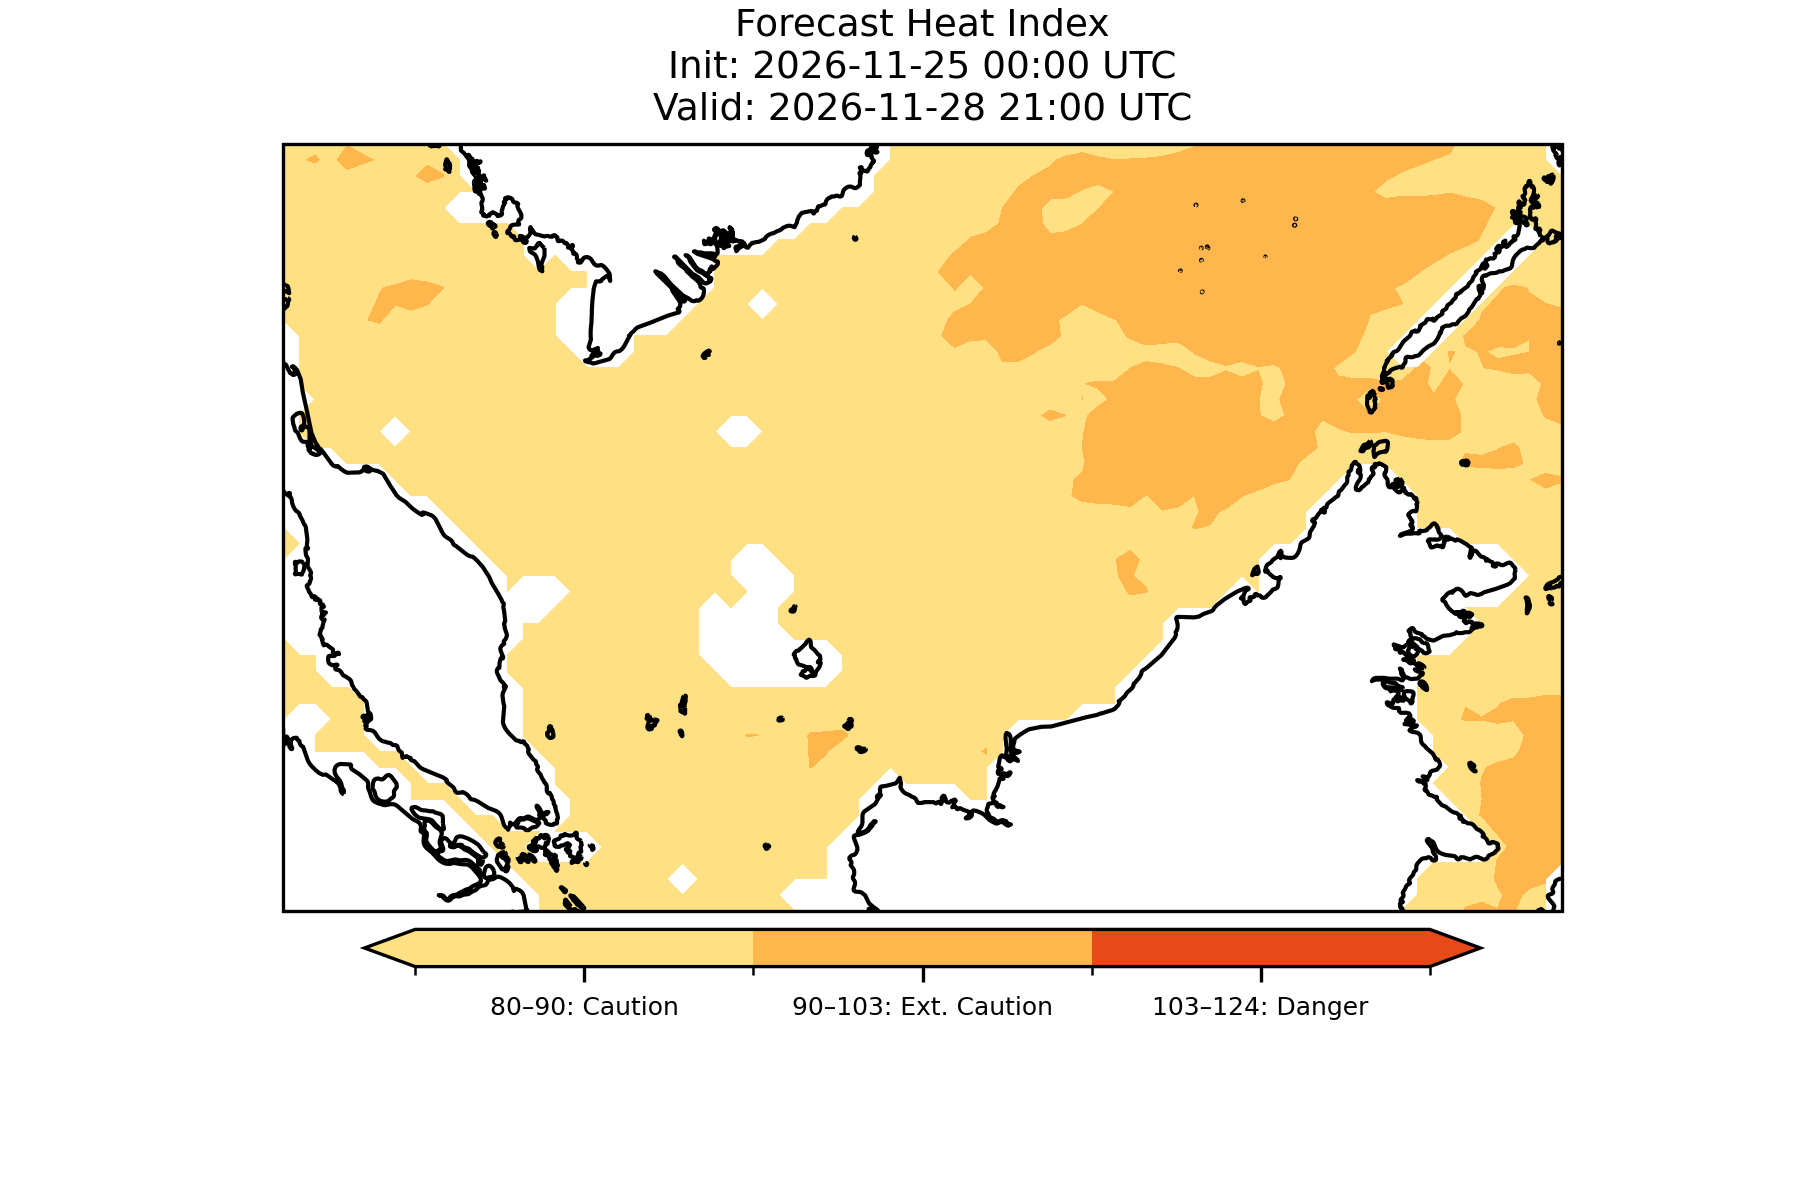 Forecast Heat Index
Init: 2026-11-25 00:00 UTC
Valid: 2026-11-28 21:00 UTC
80–90: Caution
90–103: Ext. Caution
103–124: Danger